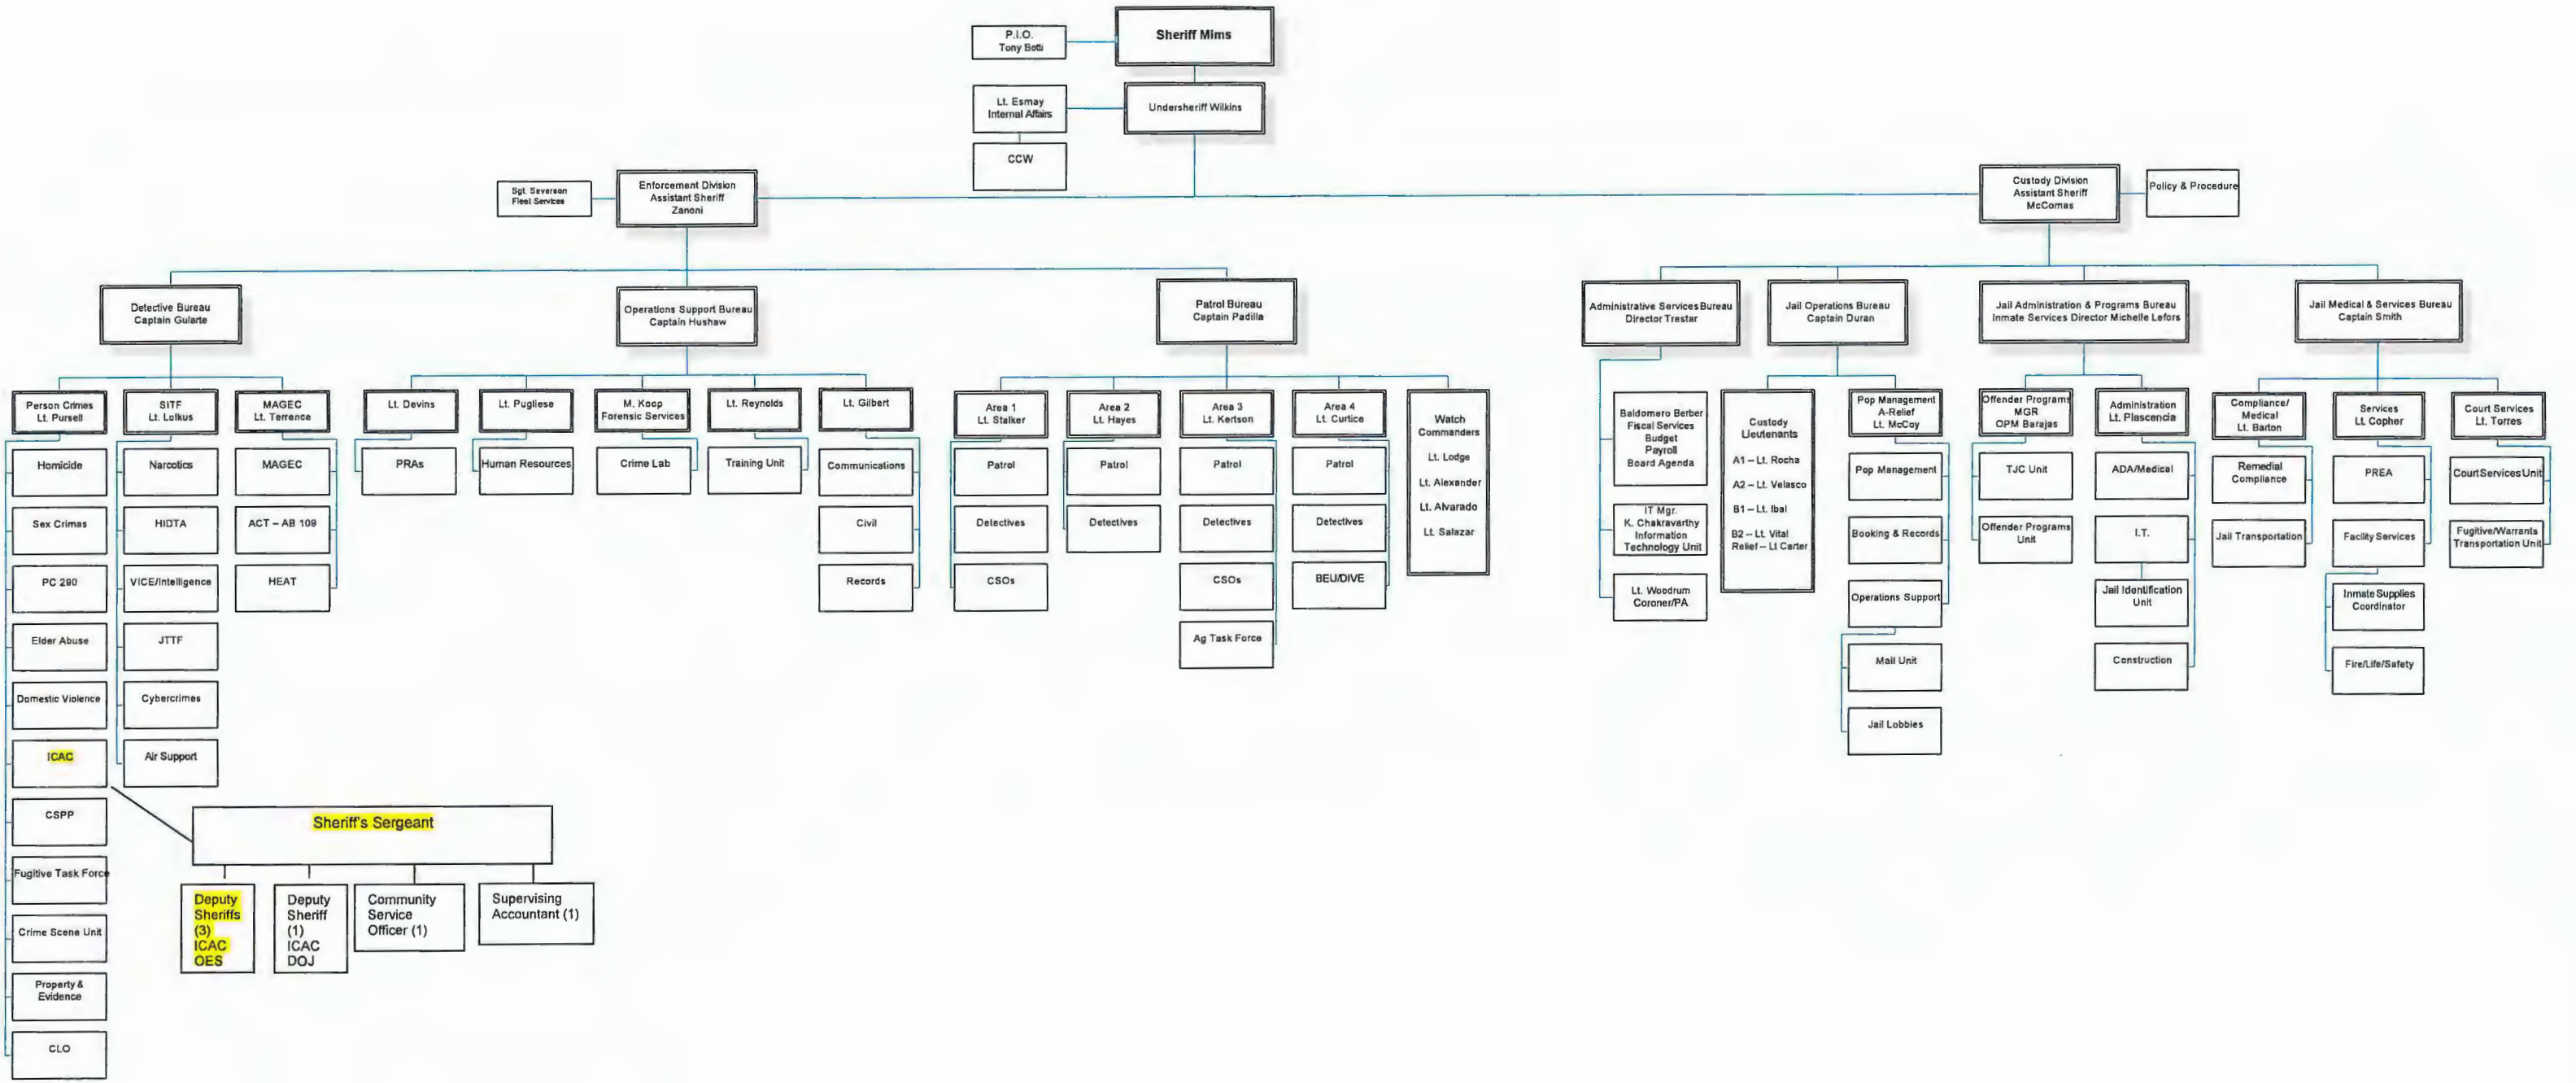 P.I.O.
Tony Botti
Sheriff Mims
Lt. Esmay
Internal Affairs
Undersheriff Wilkins
CCW
Sgt. Severson
Fleet Services
Enforcement Division
Assistant Sheriff
Zanoni
Custody Division
Assistant Sheriff
McComas
Policy & Procedure
Detective Bureau
Captain Gularte
Operations Support Bureau
Captain Hushaw
Patrol Bureau
Captain Padilla
Administrative Services Bureau
Director Trestar
Jail Operations Bureau
Captain Duran
Jail Administration & Programs Bureau
Inmate Services Director Michelle Lefors
Jail Medical & Services Bureau
Captain Smith
Person Crimes
Lt. Pursell
Homicide
Sex Crimes
PC 290
Elder Abuse
Domestic Violence
ICAC
CSPP
Fugitive Task Force
Crime Scene Unit
Property &
Evidence
CLO
SITF
Lt. Lolkus
Narcotics
HIDTA
VICE/Intelligence
JTTF
Cybercrimes
Air Support
MAGEC
Lt. Terrence
MAGEC
ACT – AB 109
HEAT
Sheriff's Sergeant
Deputy
Sheriffs
(3)
ICAC
OES
Deputy
Sheriff
(1)
ICAC
DOJ
Community
Service
Officer (1)
Supervising
Accountant (1)
Lt. Devins
PRAs
Lt. Pugliese
Human Resources
M. Koop
Forensic Services
Crime Lab
Lt. Reynolds
Training Unit
Lt. Gilbert
Communications
Civil
Records
Area 1
Lt. Stalker
Patrol
Detectives
CSOs
Area 2
Lt. Hayes
Patrol
Detectives
Area 3
Lt. Kertson
Patrol
Detectives
CSOs
Ag Task Force
Area 4
Lt. Curtice
Patrol
Detectives
BEU/DIVE
Watch
Commanders
Lt. Lodge
Lt. Alexander
Lt. Alvarado
Lt. Salazar
Baldomero Berber
Fiscal Services
Budget
Payroll
Board Agenda
IT Mgr.
K. Chakravarthy
Information
Technology Unit
Lt. Woodrum
Coroner/PA
Custody
Lieutenants
A1 – Lt. Rocha
A2 – Lt. Velasco
B1 – Lt. Ibal
B2 – Lt. Vital
Relief – Lt Carter
Pop Management
A-Relief
Lt. McCoy
Pop Management
Booking & Records
Operations Support
Mail Unit
Jail Lobbies
Offender Programs
MGR
OPM Barajas
TJC Unit
Offender Programs
Unit
Administration
Lt. Plascencia
ADA/Medical
I.T.
Jail Identification
Unit
Construction
Compliance/
Medical
Lt. Barton
Remedial
Compliance
Jail Transportation
Services
Lt Copher
PREA
Facility Services
Inmate Supplies
Coordinator
Fire/Life/Safety
Court Services
Lt. Torres
Court Services Unit
Fugitive/Warrants
Transportation Unit